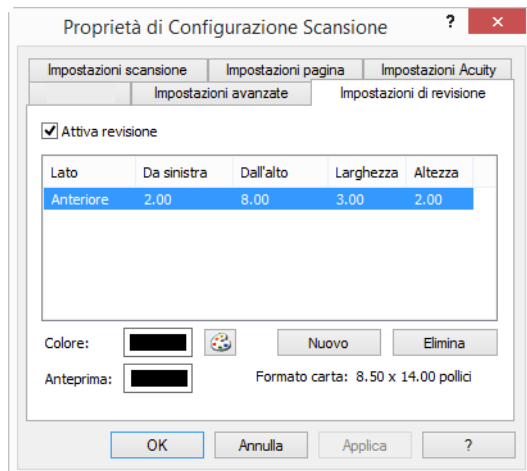 Proprietà di Configurazione Scansione ? ×
Impostazioni scansione Impostazioni pagina Impostazioni Acuity
Impostazioni avanzate Impostazioni di revisione
Attiva revisione
Lato Da sinistra Dall'alto Larghezza Altezza
Anteriore 2.00 8.00 3.00 2.00
Colore: Nuovo Elimina
Anteprima: Formato carta: 8.50 x 14.00 pollici
OK Annulla Applica ?